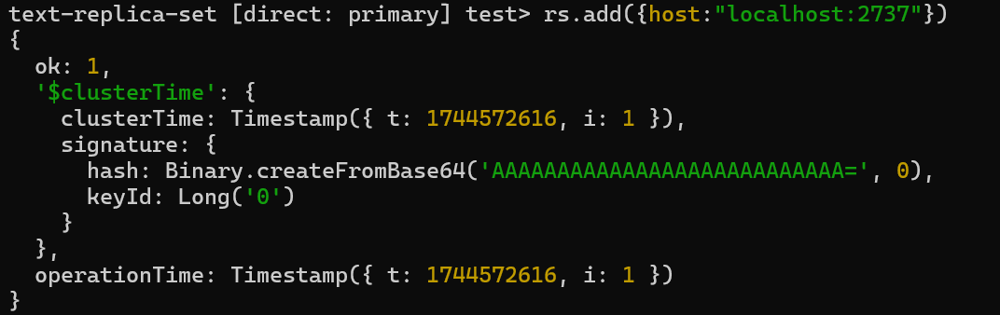 text-replica-set [direct: primary] test> rs.add({host:"localhost:2737"})
{
  ok: 1,
  '$clusterTime': {
    clusterTime: Timestamp({ t: 1744572616, i: 1 }),
    signature: {
      hash: Binary.createFromBase64('AAAAAAAAAAAAAAAAAAAAAAAAAAA=', 0),
      keyId: Long('0')
    }
  },
  operationTime: Timestamp({ t: 1744572616, i: 1 })
}